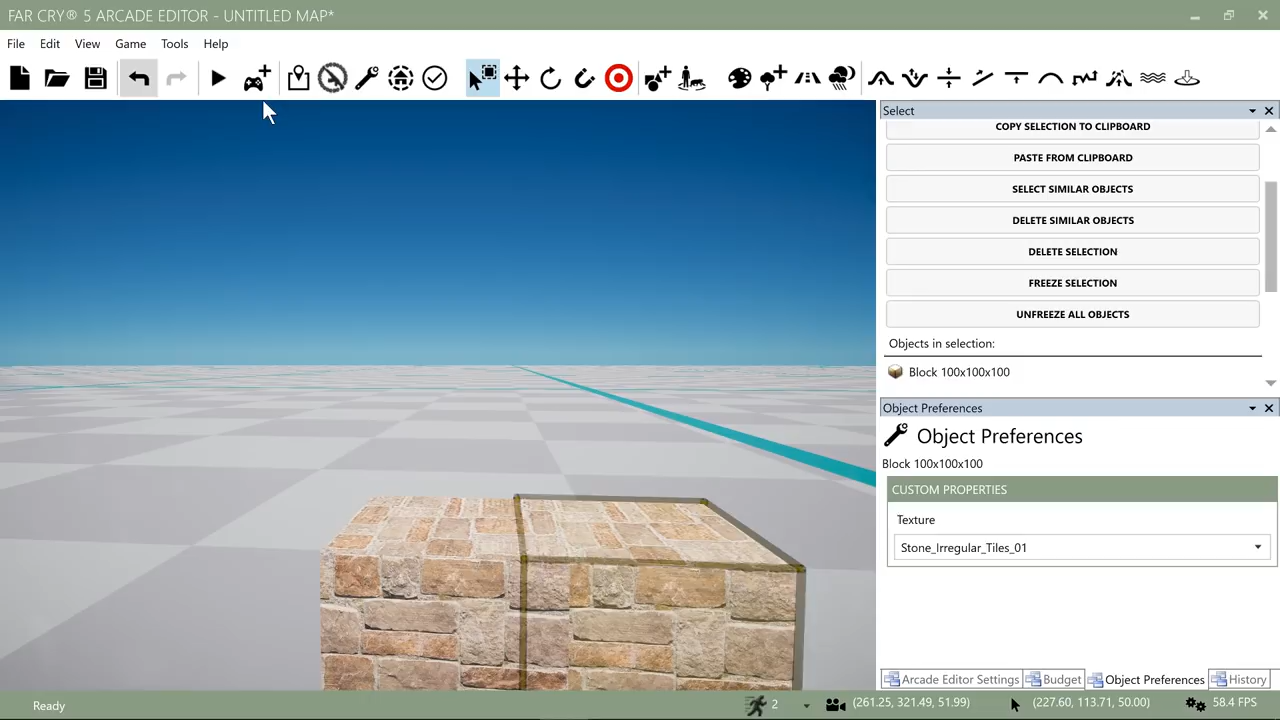 FAR CRY® 5 ARCADE EDITOR - UNTITLED MAP*
File Edit View Game Tools Help
Select
COPY SELECTION TO CLIPBOARD
PASTE FROM CLIPBOARD
SELECT SIMILAR OBJECTS
DELETE SIMILAR OBJECTS
DELETE SELECTION
FREEZE SELECTION
UNFREEZE ALL OBJECTS
Objects in selection:
Block 100x100x100
Object Preferences
Object Preferences
Block 100x100x100
CUSTOM PROPERTIES
Texture
Stone_Irregular_Tiles_01
Arcade Editor Settings Budget Object Preferences History
Ready 2 (261.25, 321.49, 51.99) (227.60, 113.71, 50.00) 58.4 FPS